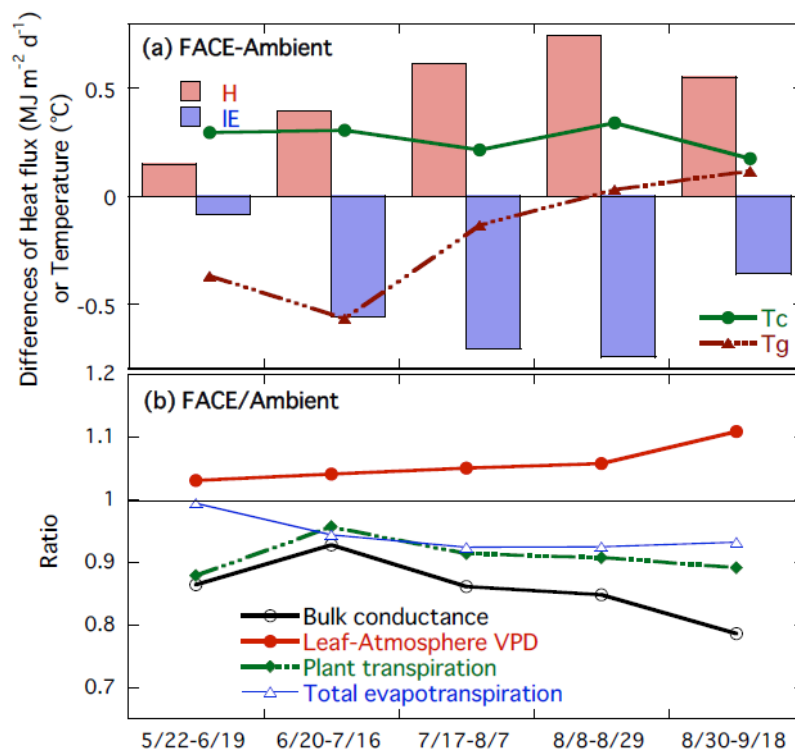 (a) FACE-Ambient
Differences of Heat flux (MJ m⁻² d⁻¹)
or Temperature (°C)
0.5
0
-0.5
H
lE
Tc
Tg
(b) FACE/Ambient
Ratio
1.2
1.1
1
0.9
0.8
0.7
Bulk conductance
Leaf-Atmosphere VPD
Plant transpiration
Total evapotranspiration
5/22-6/19 6/20-7/16 7/17-8/7 8/8-8/29 8/30-9/18